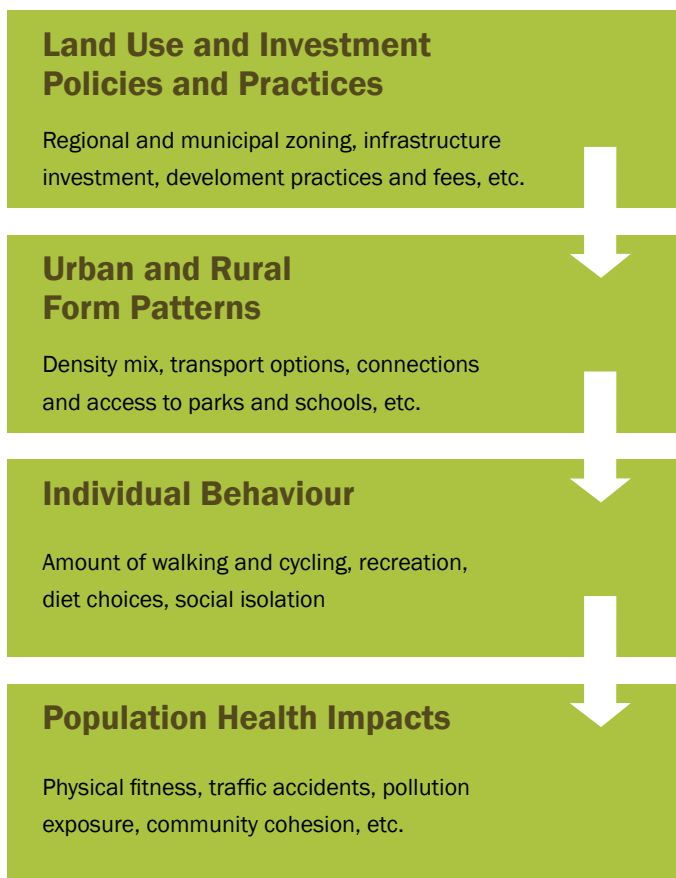 Land Use and Investment
Policies and Practices
Regional and municipal zoning, infrastructure
investment, develoment practices and fees, etc.
Urban and Rural
Form Patterns
Density mix, transport options, connections
and access to parks and schools, etc.
Individual Behaviour
Amount of walking and cycling, recreation,
diet choices, social isolation
Population Health Impacts
Physical fitness, traffic accidents, pollution
exposure, community cohesion, etc.